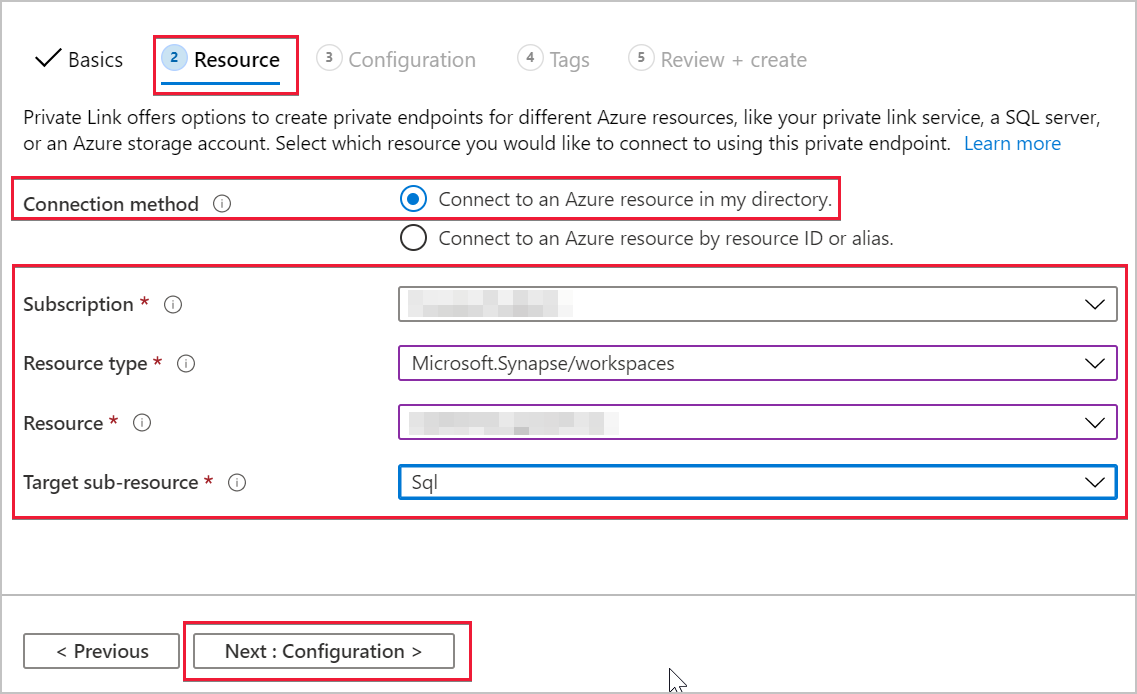 Basics 2 Resource 3 Configuration 4 Tags 5 Review + create
Private Link offers options to create private endpoints for different Azure resources, like your private link service, a SQL server,
or an Azure storage account. Select which resource you would like to connect to using this private endpoint. Learn more
Connection method Connect to an Azure resource in my directory.
Connect to an Azure resource by resource ID or alias.
Subscription *
Resource type * Microsoft.Synapse/workspaces
Resource *
Target sub-resource * Sql
< Previous Next : Configuration >